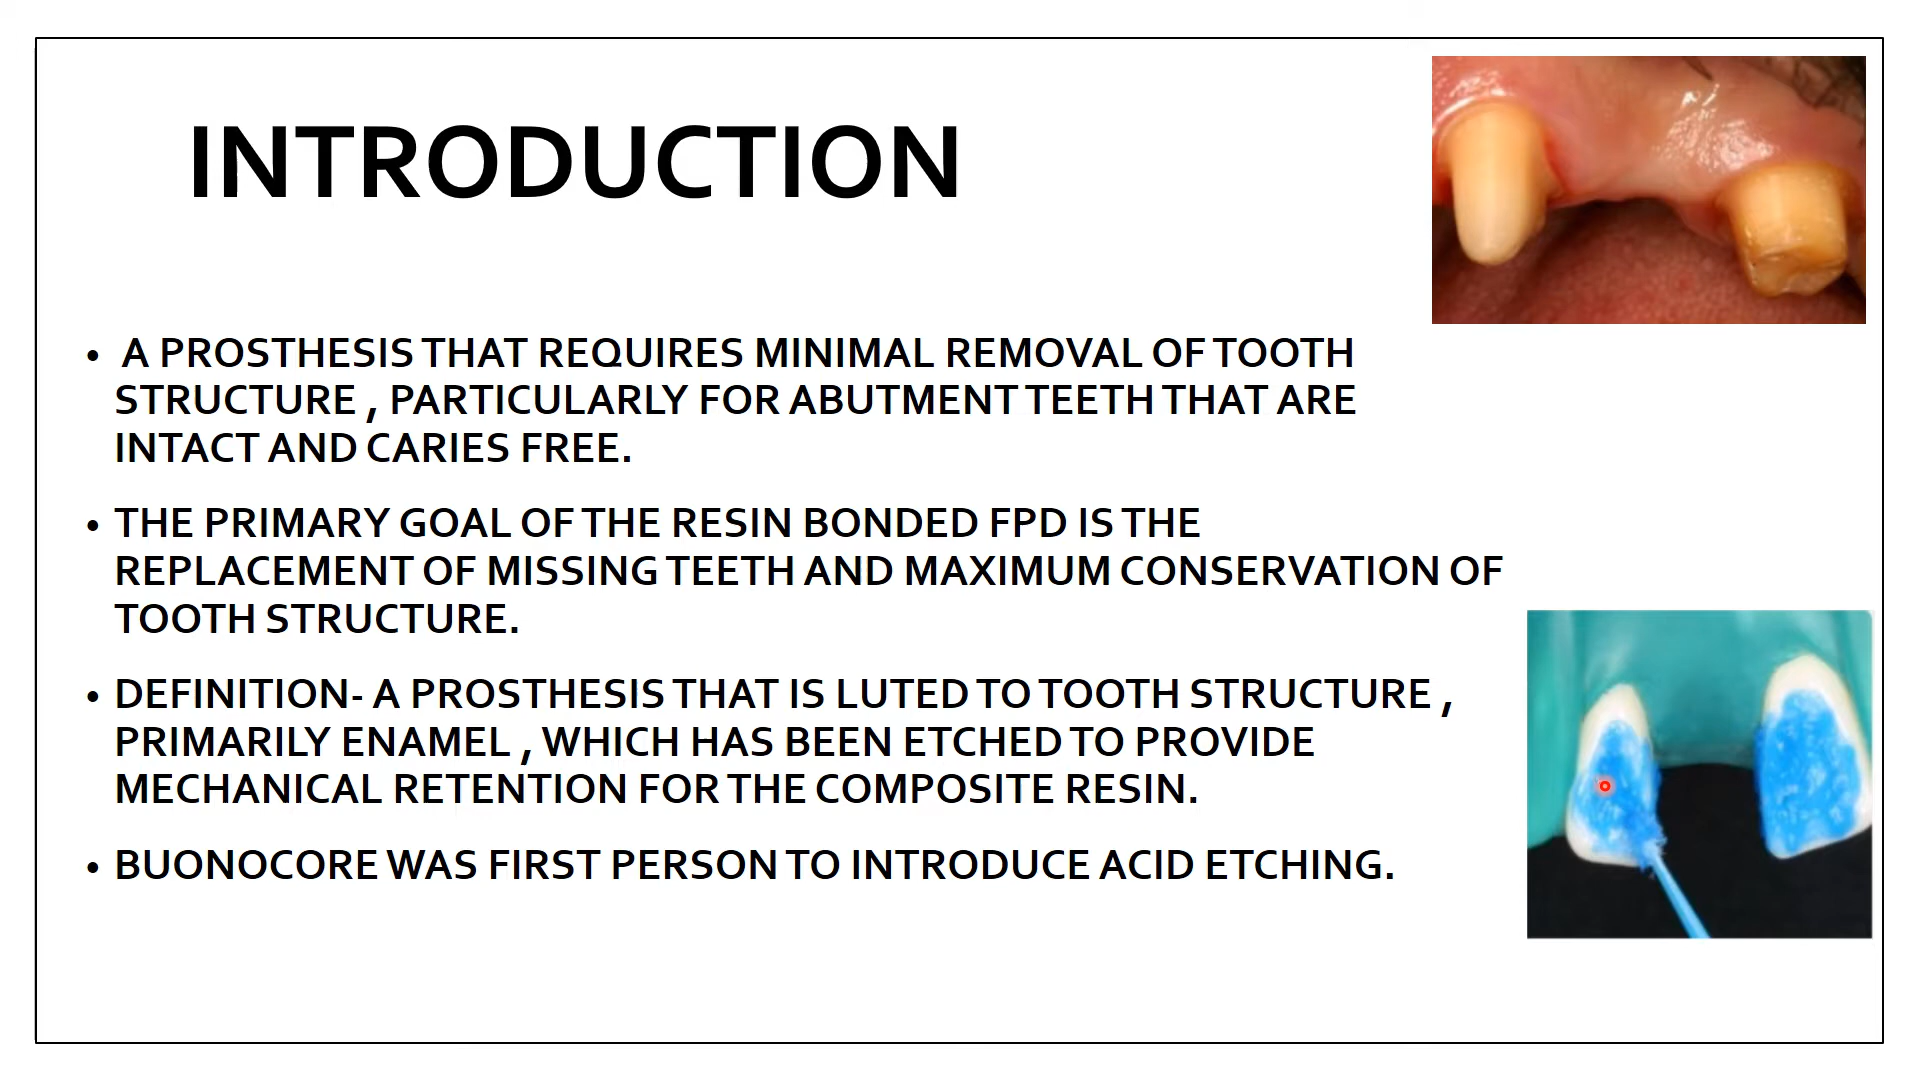 INTRODUCTION
• A PROSTHESIS THAT REQUIRES MINIMAL REMOVAL OF TOOTH
STRUCTURE , PARTICULARLY FOR ABUTMENT TEETH THAT ARE
INTACT AND CARIES FREE.
• THE PRIMARY GOAL OF THE RESIN BONDED FPD IS THE
REPLACEMENT OF MISSING TEETH AND MAXIMUM CONSERVATION OF
TOOTH STRUCTURE.
• DEFINITION- A PROSTHESIS THAT IS LUTED TO TOOTH STRUCTURE ,
PRIMARILY ENAMEL , WHICH HAS BEEN ETCHED TO PROVIDE
MECHANICAL RETENTION FOR THE COMPOSITE RESIN.
• BUONOCORE WAS FIRST PERSON TO INTRODUCE ACID ETCHING.